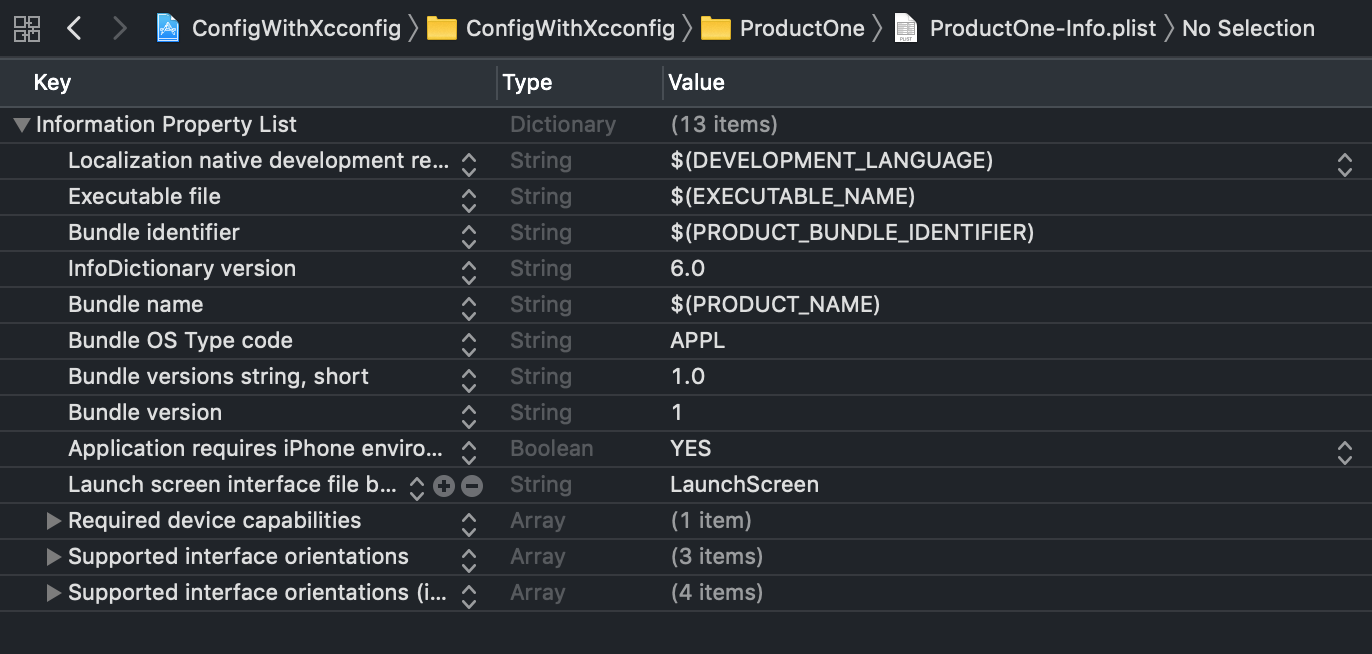 ConfigWithXcconfig ConfigWithXcconfig ProductOne ProductOne-Info.plist No Selection
Key Type Value
Information Property List Dictionary (13 items)
Localization native development re... String $(DEVELOPMENT_LANGUAGE)
Executable file String $(EXECUTABLE_NAME)
Bundle identifier String $(PRODUCT_BUNDLE_IDENTIFIER)
InfoDictionary version String 6.0
Bundle name String $(PRODUCT_NAME)
Bundle OS Type code String APPL
Bundle versions string, short String 1.0
Bundle version String 1
Application requires iPhone enviro... Boolean YES
Launch screen interface file b... String LaunchScreen
Required device capabilities Array (1 item)
Supported interface orientations Array (3 items)
Supported interface orientations (i... Array (4 items)